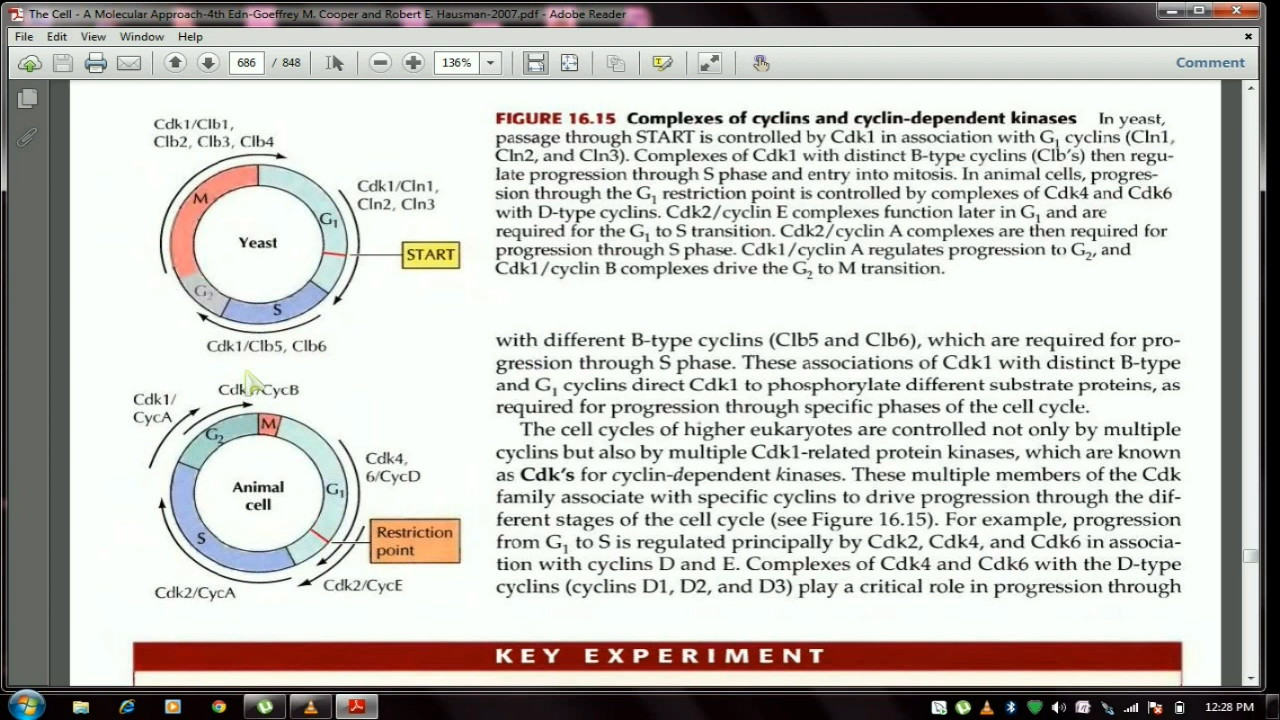 The Cell - A Molecular Approach-4th Edn-Goeffrey M. Cooper and Robert E. Hausman-2007.pdf - Adobe Reader
File Edit View Window Help
686 / 848
136%
Comment
Cdk1/Clb1,
Clb2, Clb3, Clb4
M
G1
Cdk1/Cln1,
Cln2, Cln3
Yeast
START
G2
S
Cdk1/Clb5, Clb6
Cdk1/
CycA
CycB
G2
M
G1
Cdk4,
6/CycD
Animal
cell
S
Restriction
point
Cdk2/CycA
Cdk2/CycE
FIGURE 16.15 Complexes of cyclins and cyclin-dependent kinases In yeast,
passage through START is controlled by Cdk1 in association with G1 cyclins (Cln1,
Cln2, and Cln3). Complexes of Cdk1 with distinct B-type cyclins (Clb's) then regu-
late progression through S phase and entry into mitosis. In animal cells, progres-
sion through the G1 restriction point is controlled by complexes of Cdk4 and Cdk6
with D-type cyclins. Cdk2/cyclin E complexes function later in G1 and are
required for the G1 to S transition. Cdk2/cyclin A complexes are then required for
progression through S phase. Cdk1/cyclin A regulates progression to G2, and
Cdk1/cyclin B complexes drive the G2 to M transition.
with different B-type cyclins (Clb5 and Clb6), which are required for pro-
gression through S phase. These associations of Cdk1 with distinct B-type
and G1 cyclins direct Cdk1 to phosphorylate different substrate proteins, as
required for progression through specific phases of the cell cycle.
The cell cycles of higher eukaryotes are controlled not only by multiple
cyclins but also by multiple Cdk1-related protein kinases, which are known
as Cdk's for cyclin-dependent kinases. These multiple members of the Cdk
family associate with specific cyclins to drive progression through the dif-
ferent stages of the cell cycle (see Figure 16.15). For example, progression
from G1 to S is regulated principally by Cdk2, Cdk4, and Cdk6 in associa-
tion with cyclins D and E. Complexes of Cdk4 and Cdk6 with the D-type
cyclins (cyclins D1, D2, and D3) play a critical role in progression through
KEY EXPERIMENT
12:28 PM